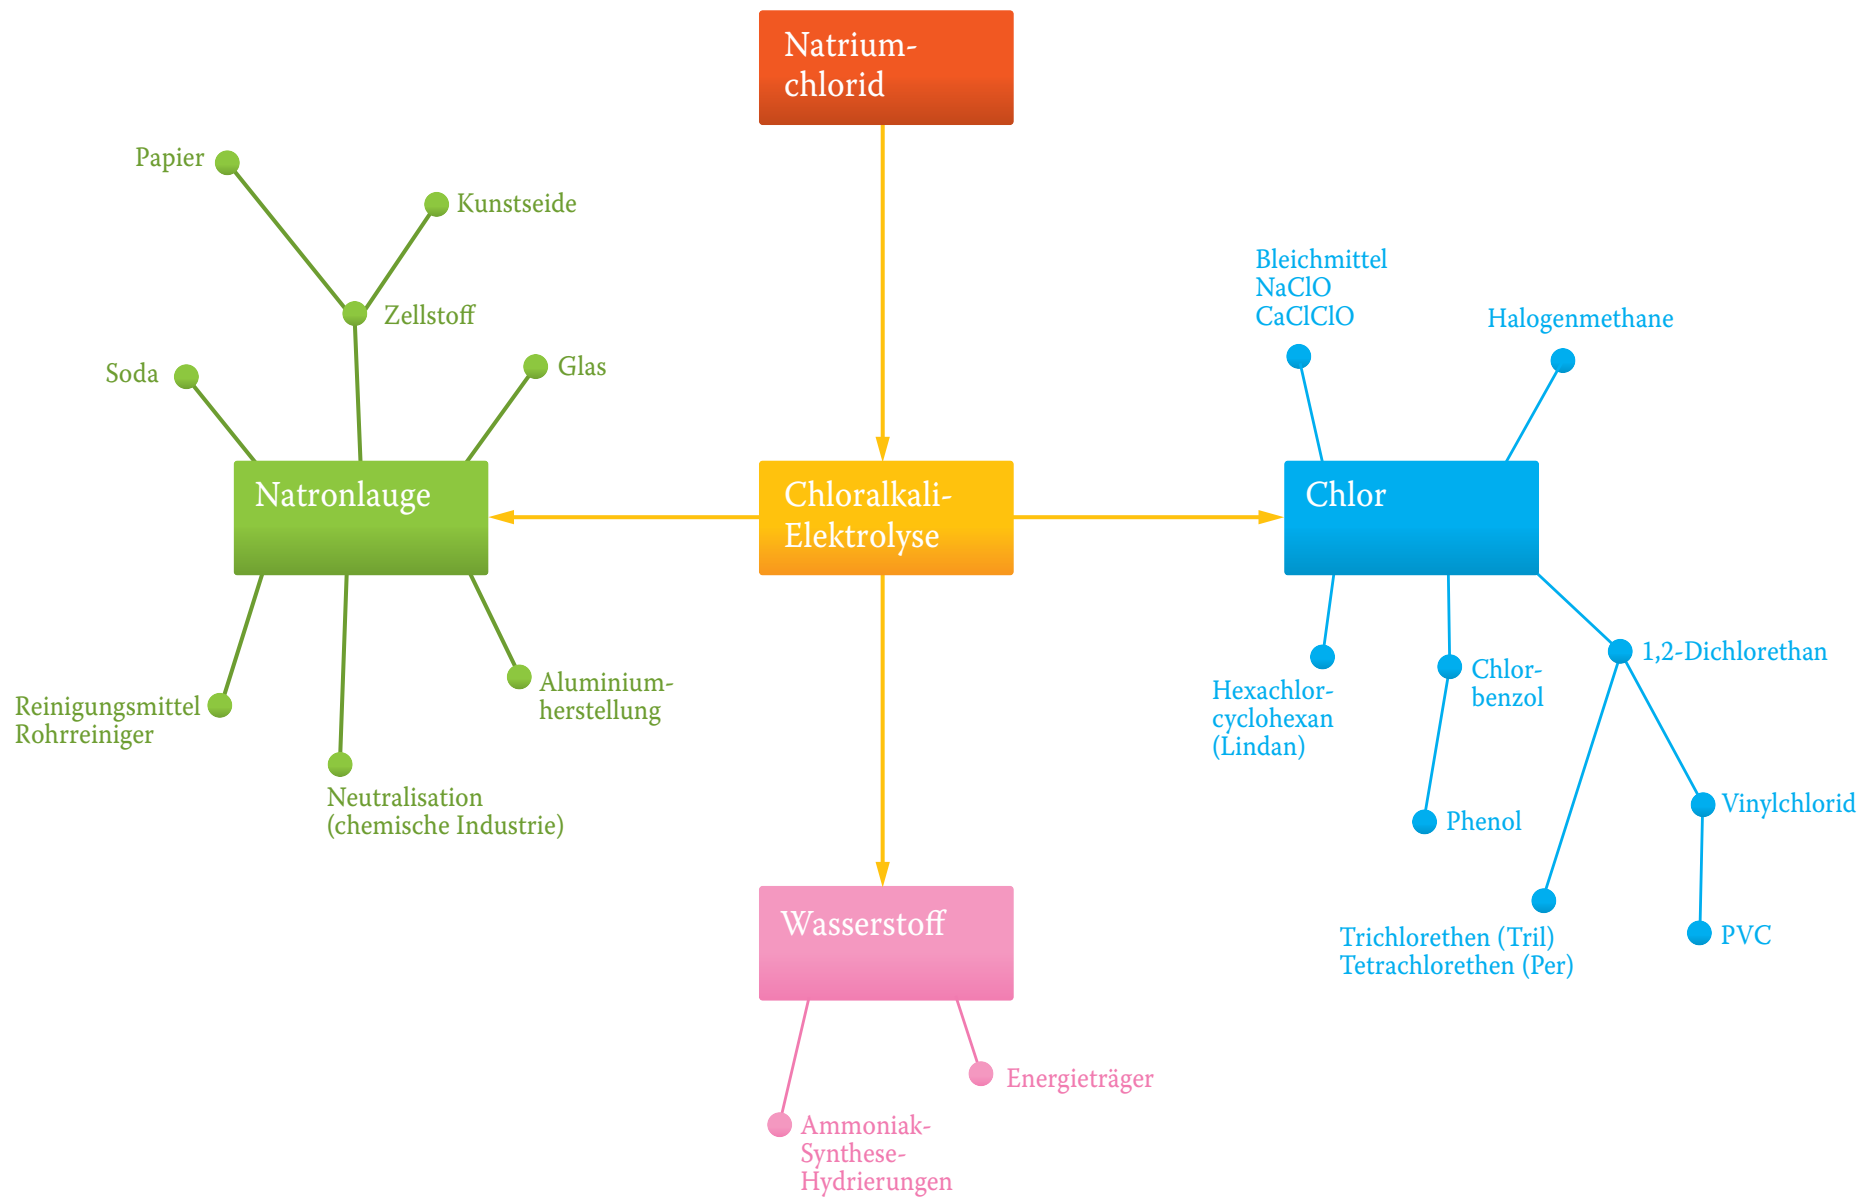 Natrium-
chlorid
Papier
Kunstseide
Zellstoff
Soda
Glas
Natronlauge
Reinigungsmittel
Rohrreiniger
Neutralisation
(chemische Industrie)
Aluminium-
herstellung
Chloralkali-
Elektrolyse
Bleichmittel
NaClO
CaClClO
Halogenmethane
Chlor
Hexachlor-
cyclohexan
(Lindan)
Chlor-
benzol
Phenol
1,2-Dichlorethan
Vinylchlorid
PVC
Trichlorethen (Tril)
Tetrachlorethen (Per)
Wasserstoff
Energieträger
Ammoniak-
Synthese-
Hydrierungen